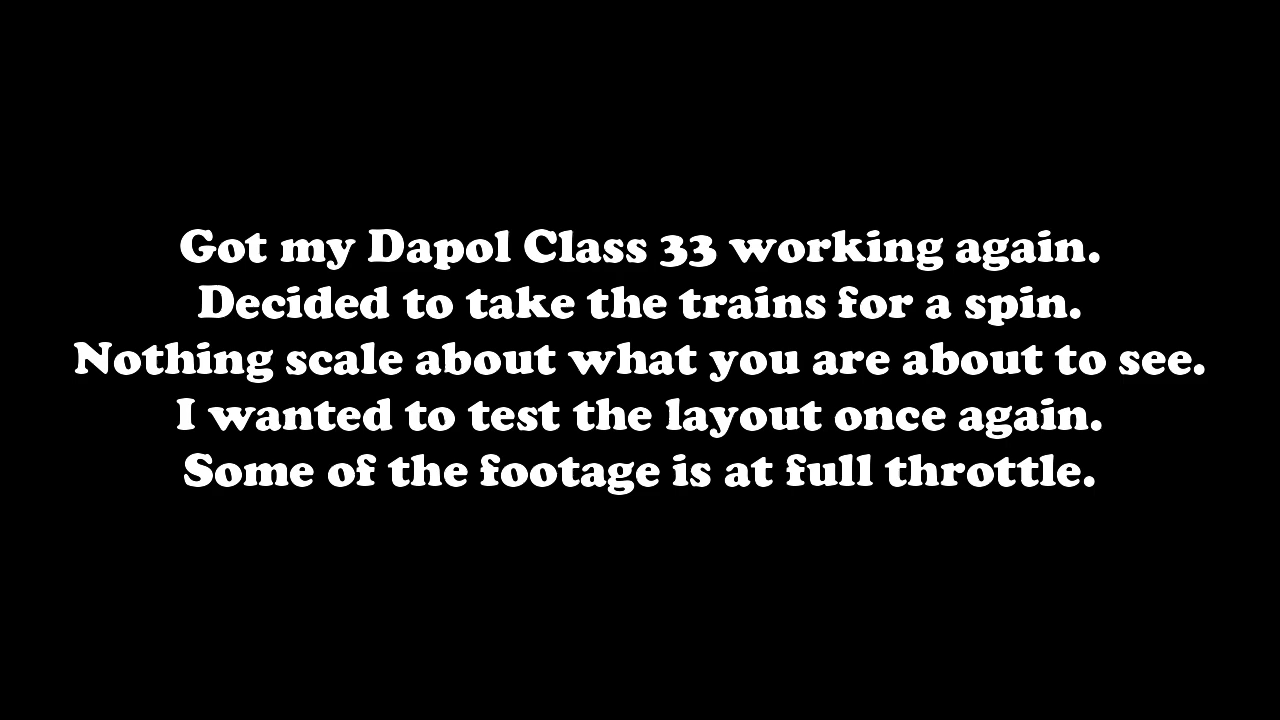 Got my Dapol Class 33 working again.
Decided to take the trains for a spin.
Nothing scale about what you are about to see.
I wanted to test the layout once again.
Some of the footage is at full throttle.